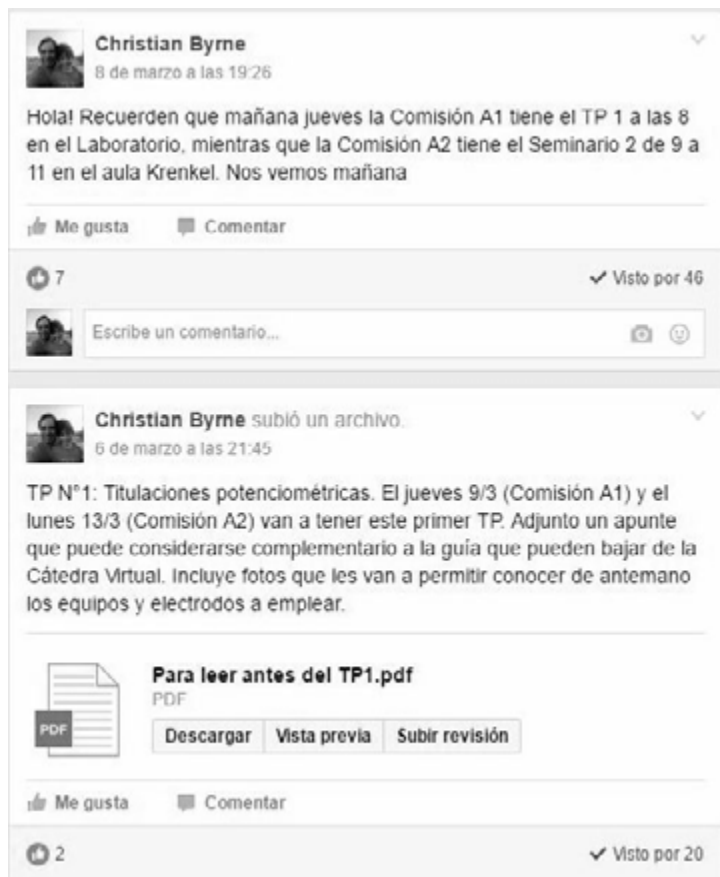 Christian Byrne
8 de marzo a las 19:26
Hola! Recuerden que mañana jueves la Comisión A1 tiene el TP 1 a las 8
en el Laboratorio, mientras que la Comisión A2 tiene el Seminario 2 de 9 a
11 en el aula Krenkel. Nos vemos mañana
Me gusta Comentar
7 Visto por 46
Escribe un comentario...
Christian Byrne subió un archivo.
6 de marzo a las 21:45
TP N°1: Titulaciones potenciométricas. El jueves 9/3 (Comisión A1) y el
lunes 13/3 (Comisión A2) van a tener este primer TP. Adjunto un apunte
que puede considerarse complementario a la guía que pueden bajar de la
Cátedra Virtual. Incluye fotos que les van a permitir conocer de antemano
los equipos y electrodos a emplear.
Para leer antes del TP1.pdf
PDF
PDF
Descargar Vista previa Subir revisión
Me gusta Comentar
2 Visto por 20